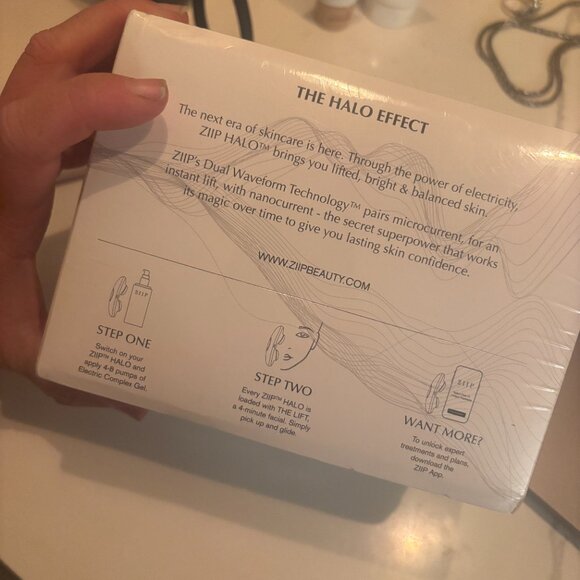 THE HALO EFFECT
The next era of skincare is here. Through the power of electricity,
ZIIP HALO™ brings you lifted, bright & balanced skin.
ZIIP's Dual Waveform Technology™ pairs microcurrent, for an
instant lift, with nanocurrent - the secret superpower that works
its magic over time to give you lasting skin confidence.
WWW.ZIIPBEAUTY.COM
ZIIP
STEP ONE
Switch on your
ZIIP™ HALO and
apply 4-8 pumps of
Electric Complex Gel.
STEP TWO
Every ZIIP™ HALO is
loaded with THE LIFT,
a 4-minute facial. Simply
pick up and glide.
ZIIP
WANT MORE?
To unlock expert
treatments and plans,
download the
ZIIP App.